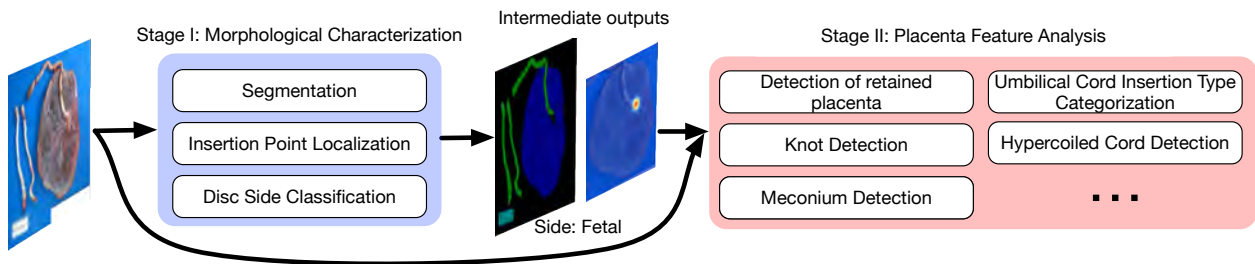 Stage I: Morphological Characterization
Segmentation
Insertion Point Localization
Disc Side Classification
Intermediate outputs
Side: Fetal
Stage II: Placenta Feature Analysis
Detection of retained
placenta
Umbilical Cord Insertion Type
Categorization
Knot Detection
Hypercoiled Cord Detection
Meconium Detection
...